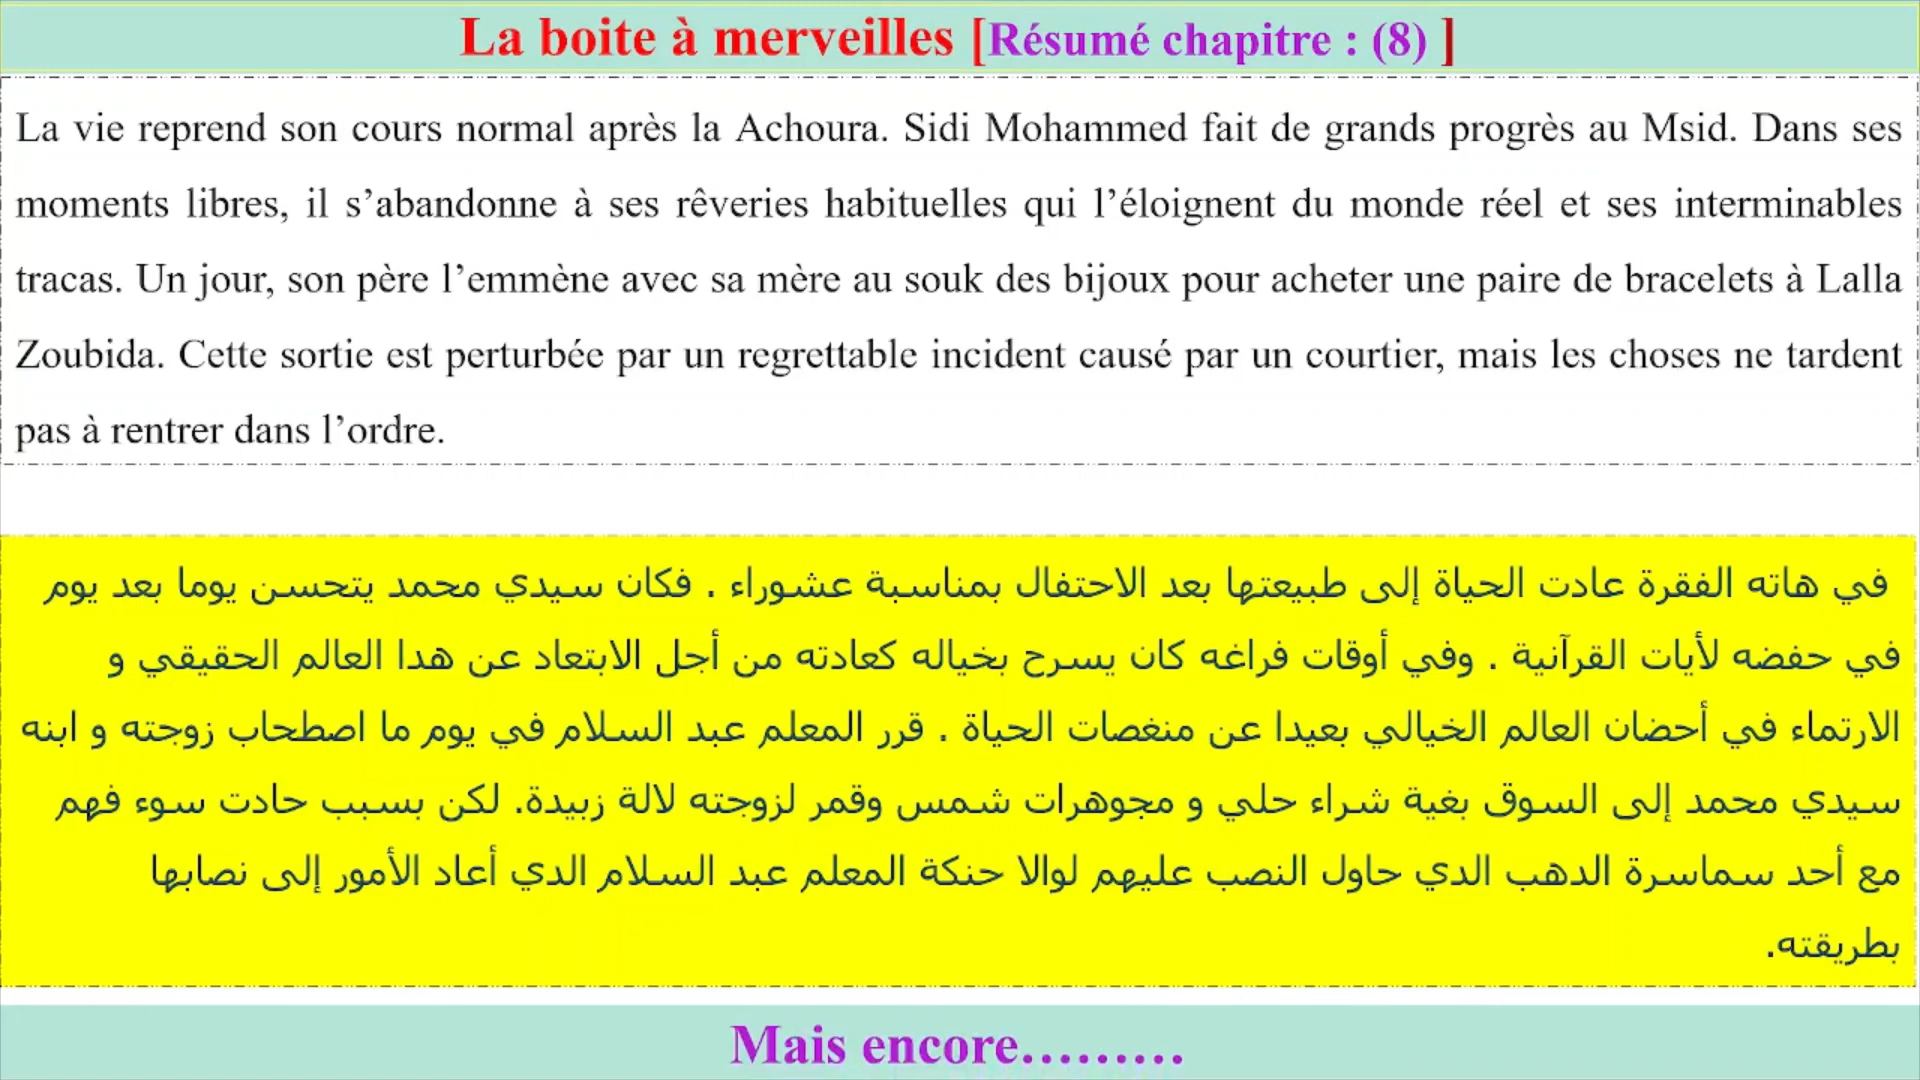 La boite à merveilles [Résumé chapitre : (8) ]
La vie reprend son cours normal après la Achoura. Sidi Mohammed fait de grands progrès au Msid. Dans ses
moments libres, il s’abandonne à ses rêveries habituelles qui l’éloignent du monde réel et ses interminables
tracas. Un jour, son père l’emmène avec sa mère au souk des bijoux pour acheter une paire de bracelets à Lalla
Zoubida. Cette sortie est perturbée par un regrettable incident causé par un courtier, mais les choses ne tardent
pas à rentrer dans l’ordre.
في هاته الفقرة عادت الحياة إلى طبيعتها بعد الاحتفال بمناسبة عشوراء . فكان سيدي محمد يتحسن يوما بعد يوم
في حفضه لأيات القرآنية . وفي أوقات فراغه كان يسرح بخياله كعادته من أجل الابتعاد عن هدا العالم الحقيقي و
الارتماء في أحضان العالم الخيالي بعيدا عن منغصات الحياة . قرر المعلم عبد السلام في يوم ما اصطحاب زوجته و ابنه
سيدي محمد إلى السوق بغية شراء حلي و مجوهرات شمس وقمر لزوجته لالة زبيدة. لكن بسبب حادت سوء فهم
مع أحد سماسرة الدهب الدي حاول النصب عليهم لوالا حنكة المعلم عبد السلام الدي أعاد الأمور إلى نصابها
بطريقته.
Mais encore………